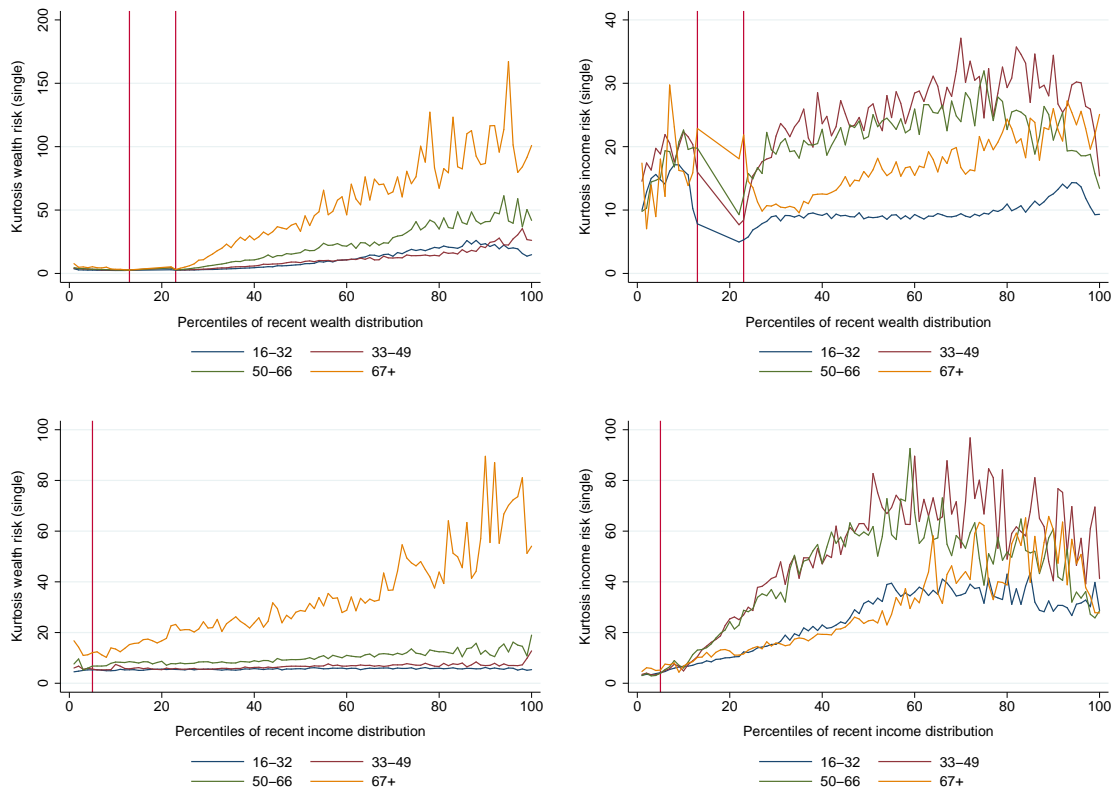 Kurtosis wealth risk (single)
200
150
100
50
0
0 20 40 60 80 100
Percentiles of recent wealth distribution
16−32 33−49
50−66 67+
Kurtosis income risk (single)
40
30
20
10
0
0 20 40 60 80 100
Percentiles of recent wealth distribution
16−32 33−49
50−66 67+
Kurtosis wealth risk (single)
100
80
60
40
20
0
0 20 40 60 80 100
Percentiles of recent income distribution
16−32 33−49
50−66 67+
Kurtosis income risk (single)
100
80
60
40
20
0
0 20 40 60 80 100
Percentiles of recent income distribution
16−32 33−49
50−66 67+